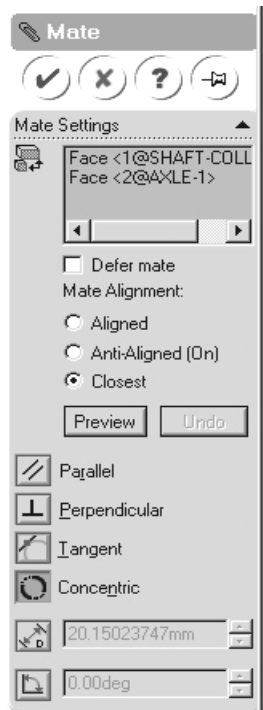 Mate
?
Mate Settings
Face <1@SHAFT-COLL
Face <2@AXLE-1>
Defer mate
Mate Alignment:
Aligned
Anti-Aligned (On)
Closest
Preview Undo
Parallel
Perpendicular
Tangent
Concentric
D 20.15023747mm
0.00deg